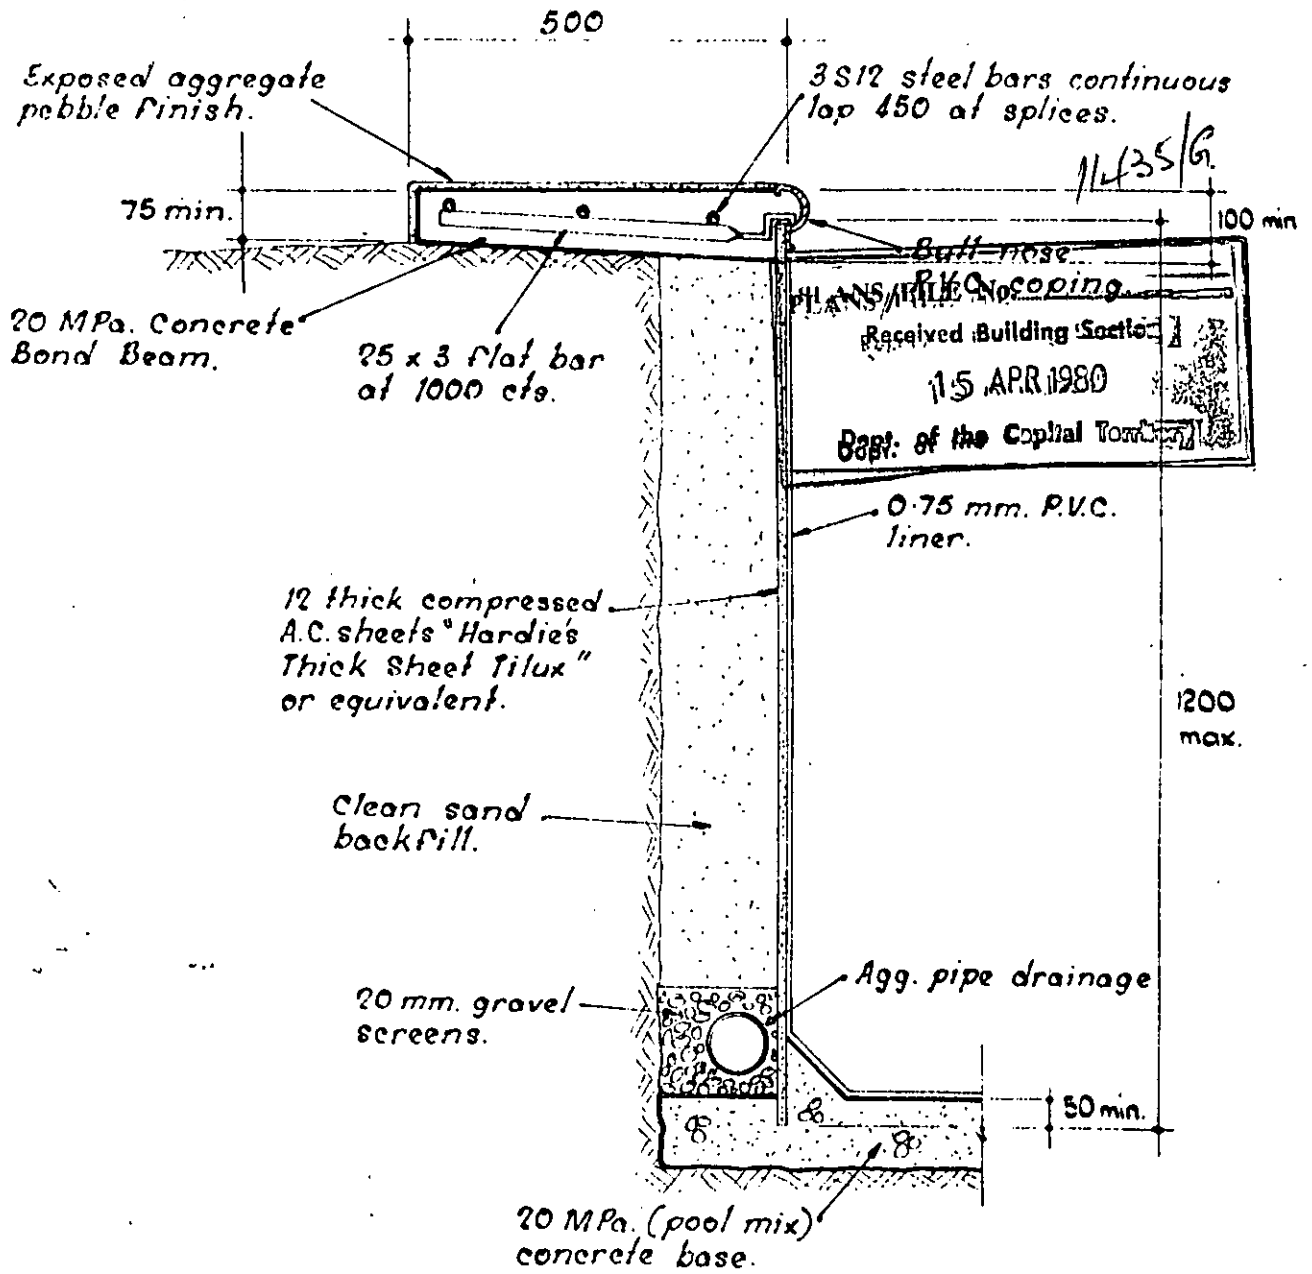 500
Exposed aggregate
pebble finish.
3 S12 steel bars continuous
lap 450 at splices.
11435/G.
75 min.
100 min
Bull-nose
P.V.C. coping.
PLANS/FILE No.
Received Building Section
15 APR 1980
Dept. of the Capital Territory
20 MPa. Concrete
Bond Beam.
25 x 3 flat bar
at 1000 cts.
0.75 mm. P.V.C.
liner.
12 thick compressed
A.C. sheets "Hardie's
Thick Sheet Tilux"
or equivalent.
1200
max.
Clean sand
backfill.
Agg. pipe drainage
20 mm. gravel
screens.
50 min.
20 MPa. (pool mix)
concrete base.